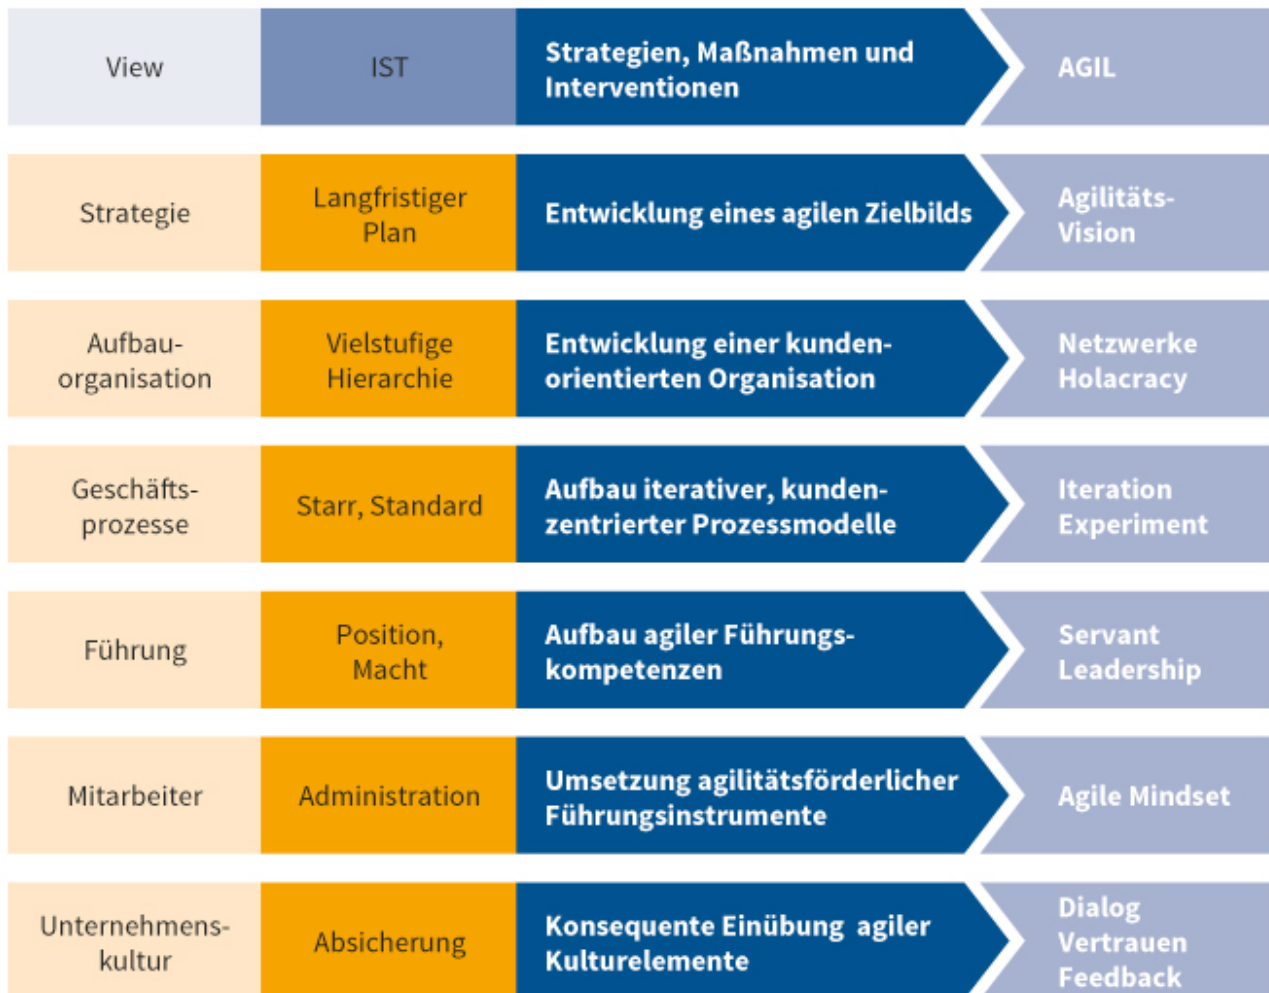 View
IST
Strategien, Maßnahmen und
Interventionen
AGIL
Strategie
Langfristiger
Plan
Entwicklung eines agilen Zielbilds
Agilitäts-
Vision
Aufbau-
organisation
Vielstufige
Hierarchie
Entwicklung einer kunden-
orientierten Organisation
Netzwerke
Holacracy
Geschäfts-
prozesse
Starr, Standard
Aufbau iterativer, kunden-
zentrierter Prozessmodelle
Iteration
Experiment
Führung
Position,
Macht
Aufbau agiler Führungs-
kompetenzen
Servant
Leadership
Mitarbeiter
Administration
Umsetzung agilitätsförderlicher
Führungsinstrumente
Agile Mindset
Unternehmens-
kultur
Absicherung
Konsequente Einübung agiler
Kulturelemente
Dialog
Vertrauen
Feedback